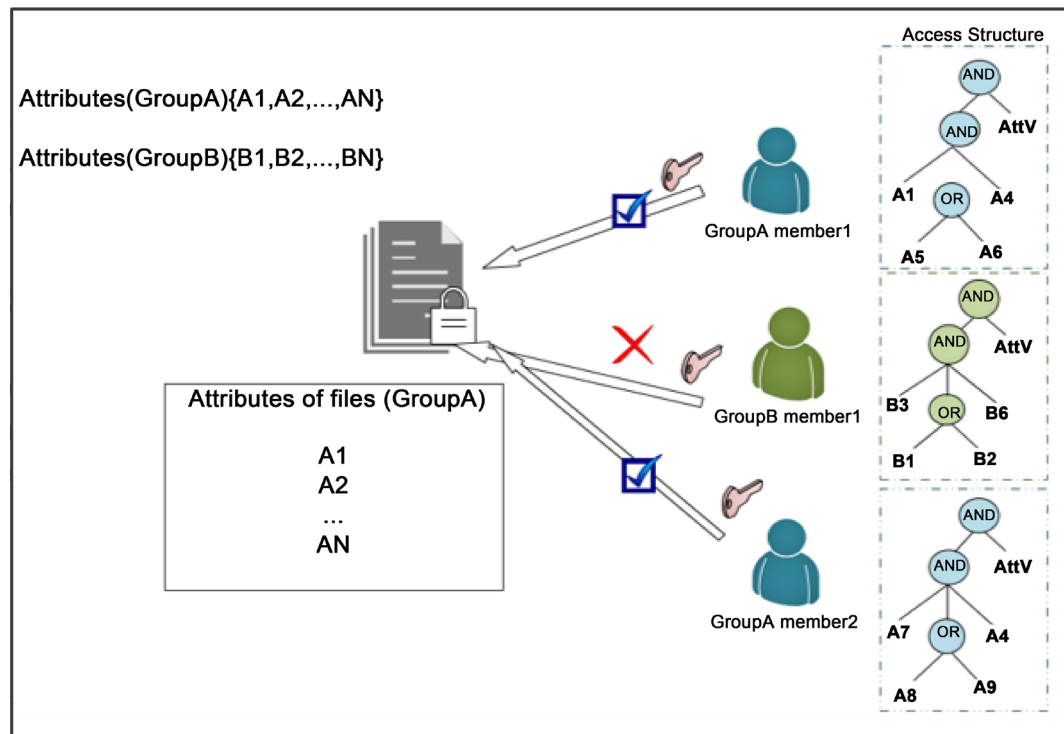 Access Structure
Attributes(GroupA){A1,A2,...,AN}
Attributes(GroupB){B1,B2,...,BN}
AND
AttV
AND
A1
A4
OR
A5
A6
GroupA member1
AND
AttV
AND
B3
B6
OR
B1
B2
GroupB member1
Attributes of files (GroupA)
A1
A2
...
AN
AND
AttV
AND
A7
A4
OR
A8
A9
GroupA member2